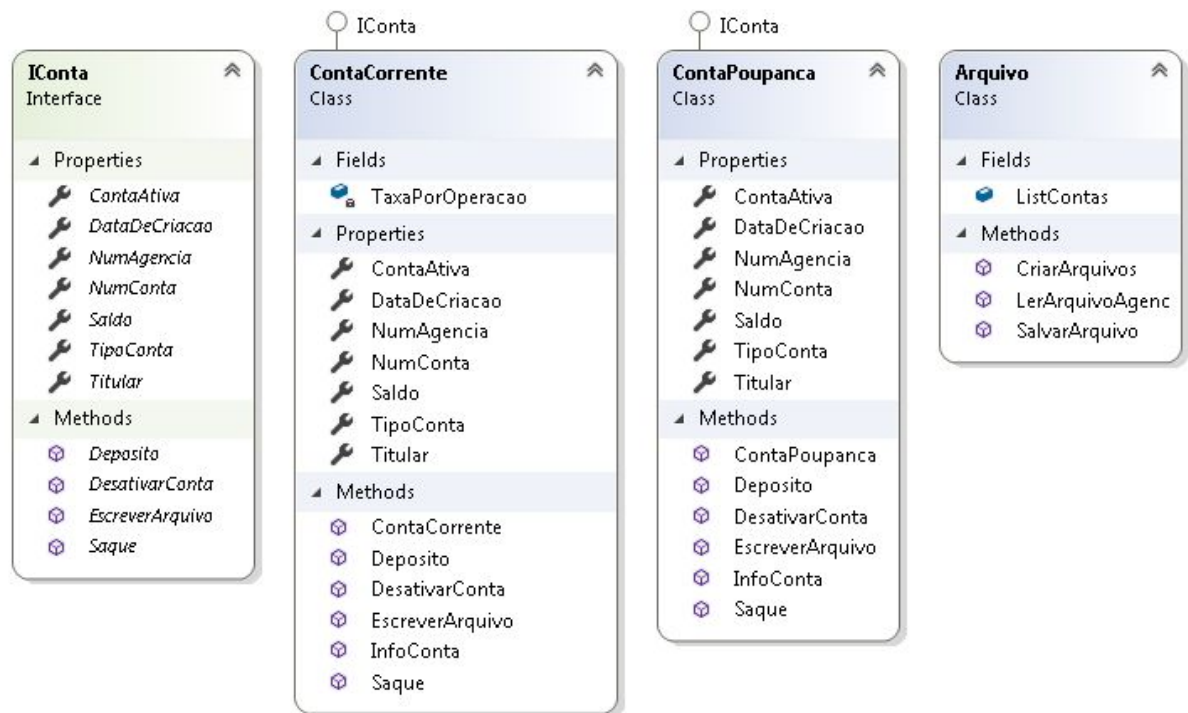 IConta
Interface
Properties
ContaAtiva
DataDeCriacao
NumAgencia
NumConta
Saldo
TipoConta
Titular
Methods
Deposito
DesativarConta
EscreverArquivo
Saque
IConta
ContaCorrente
Class
Fields
TaxaPorOperacao
Properties
ContaAtiva
DataDeCriacao
NumAgencia
NumConta
Saldo
TipoConta
Titular
Methods
ContaCorrente
Deposito
DesativarConta
EscreverArquivo
InfoConta
Saque
IConta
ContaPoupanca
Class
Properties
ContaAtiva
DataDeCriacao
NumAgencia
NumConta
Saldo
TipoConta
Titular
Methods
ContaPoupanca
Deposito
DesativarConta
EscreverArquivo
InfoConta
Saque
Arquivo
Class
Fields
ListContas
Methods
CriarArquivos
LerArquivoAgenc
SalvarArquivo